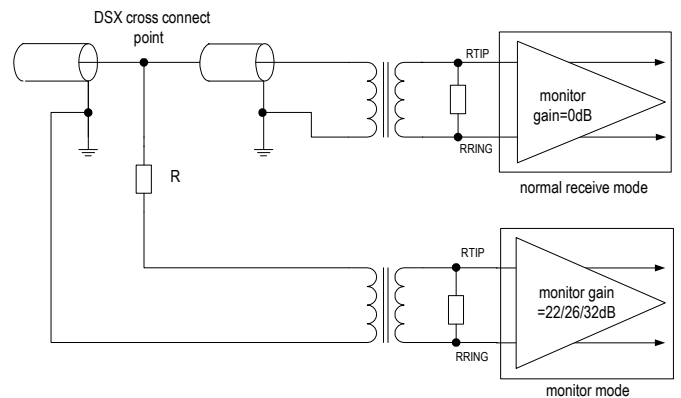 DSX cross connect
point
RTIP
monitor
gain=0dB
RRING
normal receive mode
R
RTIP
monitor gain
=22/26/32dB
RRING
monitor mode